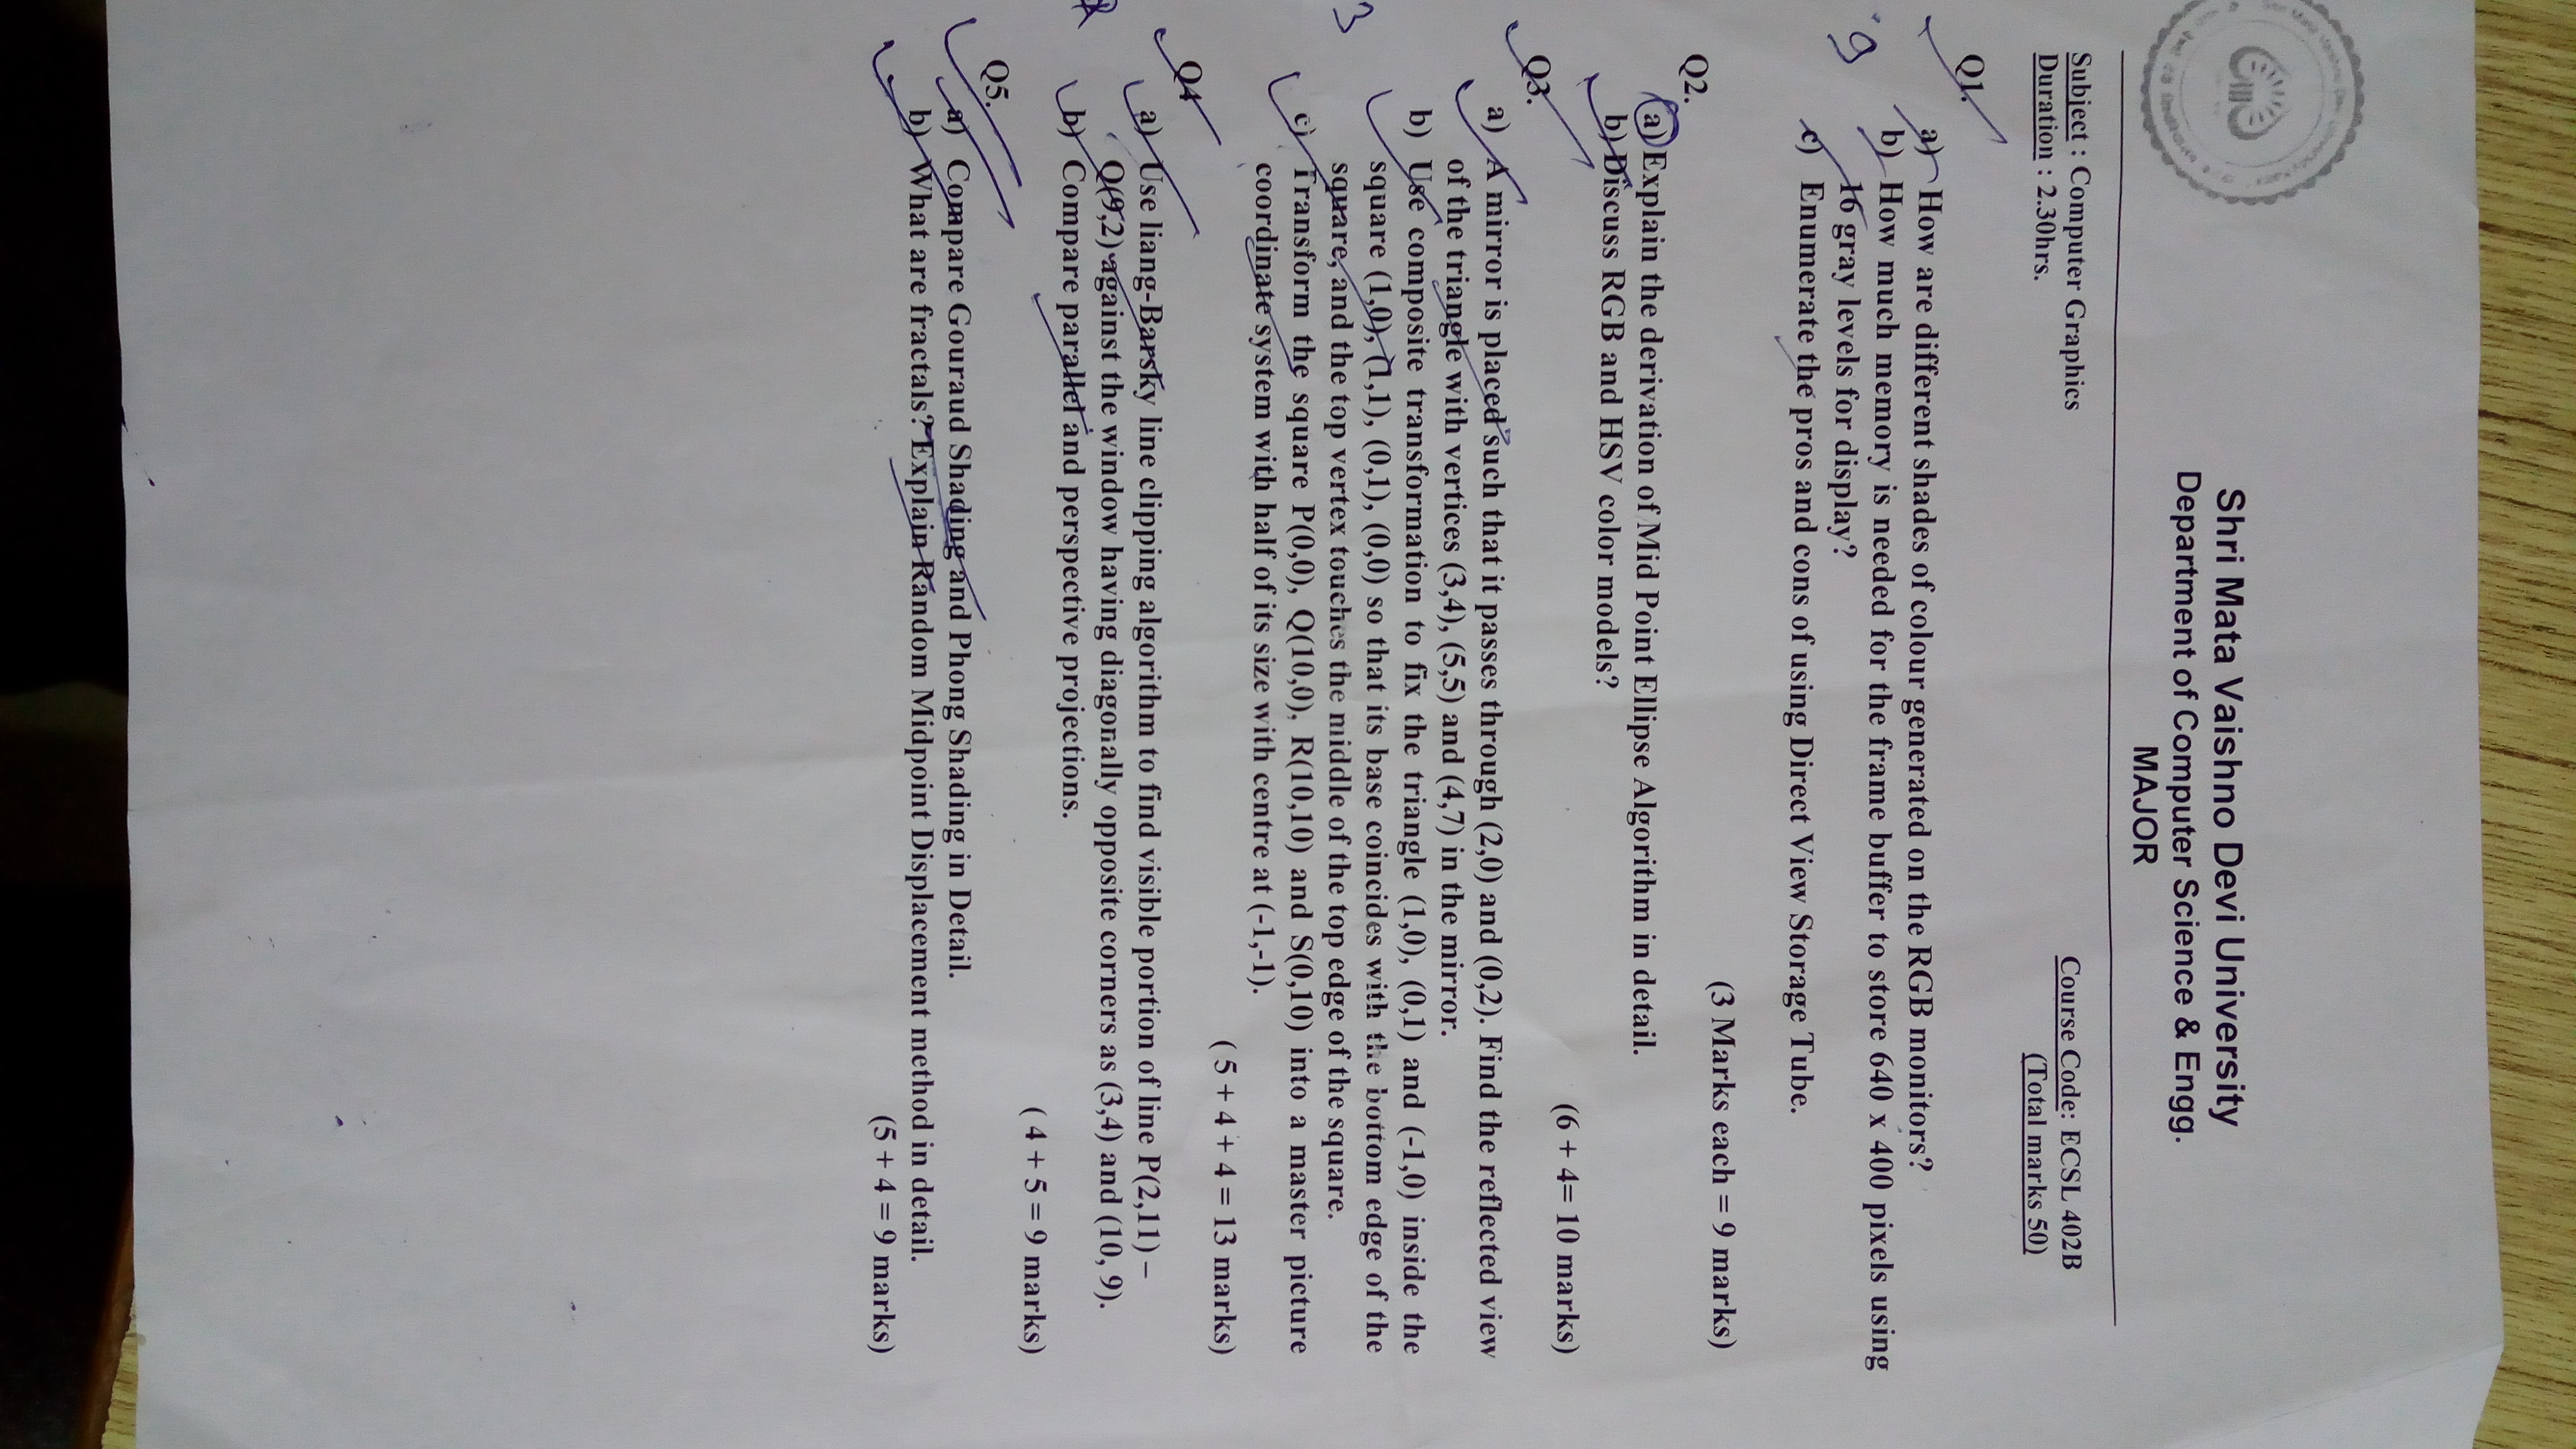 Shri Mata Vaishno Devi University
Department of Computer Science & Engg.
MAJOR
Subject : Computer Graphics
Course Code: ECSL 402B
Duration : 2.30hrs.
(Total marks 50)
Q1.
a) How are different shades of colour generated on the RGB monitors?
b) How much memory is needed for the frame buffer to store 640 x 400 pixels using
16 gray levels for display?
c) Enumerate the pros and cons of using Direct View Storage Tube.
(3 Marks each = 9 marks)
9
Q2.
(a) Explain the derivation of Mid Point Ellipse Algorithm in detail.
b) Discuss RGB and HSV color models?
(6 + 4= 10 marks)
Q3.
a) A mirror is placed such that it passes through (2,0) and (0,2). Find the reflected view
of the triangle with vertices (3,4), (5,5) and (4,7) in the mirror.
b) Use composite transformation to fix the triangle (1,0), (0,1) and (-1,0) inside the
square (1,0), (1,1), (0,1), (0,0) so that its base coincides with the bottom edge of the
square, and the top vertex touches the middle of the top edge of the square.
c) Transform the square P(0,0), Q(10,0), R(10,10) and S(0,10) into a master picture
coordinate system with half of its size with centre at (-1,-1).
(5 + 4 + 4 = 13 marks)
3
Q4
a) Use liang-Barsky line clipping algorithm to find visible portion of line P(2,11) –
Q(9,2) against the window having diagonally opposite corners as (3,4) and (10, 9).
b) Compare parallel and perspective projections.
(4 + 5 = 9 marks)
Q5.
a) Compare Gouraud Shading and Phong Shading in Detail.
b) What are fractals? Explain Random Midpoint Displacement method in detail.
(5 + 4 = 9 marks)